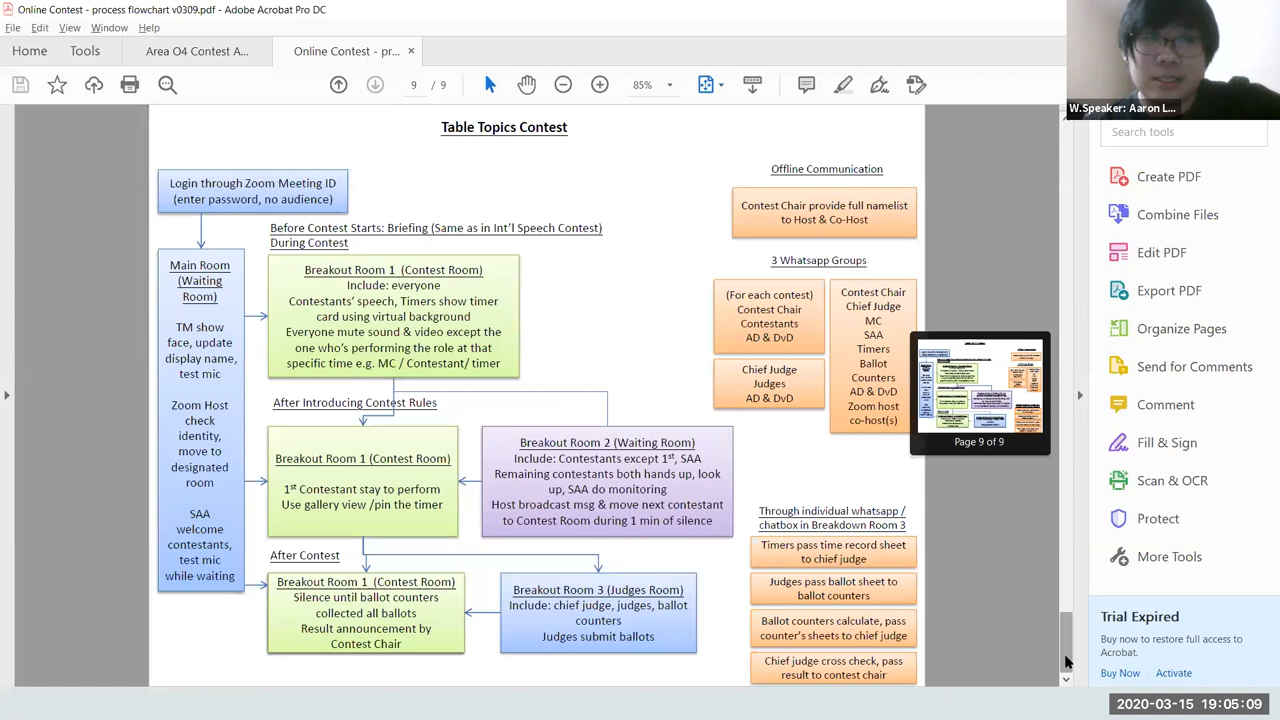 Online Contest - process flowchart v0309.pdf - Adobe Acrobat Pro DC
File Edit View Window Help
Home Tools Area O4 Contest A... Online Contest - pr... ×
9 / 9 85%
W.Speaker: Aaron L...
Search tools
Create PDF
Combine Files
Edit PDF
Export PDF
Organize Pages
Send for Comments
Comment
Fill & Sign
Scan & OCR
Protect
More Tools
Trial Expired
Buy now to restore full access to
Acrobat.
Buy Now Activate
Table Topics Contest
Login through Zoom Meeting ID
(enter password, no audience)
Main Room
(Waiting
Room)
TM show
face, update
display name,
test mic
Zoom Host
check
identity,
move to
designated
room
SAA
welcome
contestants,
test mic
while waiting
Before Contest Starts: Briefing (Same as in Int'l Speech Contest)
During Contest
Breakout Room 1 (Contest Room)
Include: everyone
Contestants' speech, Timers show timer
card using virtual background
Everyone mute sound & video except the
one who's performing the role at that
specific time e.g. MC / Contestant/ timer
After Introducing Contest Rules
Breakout Room 1 (Contest Room)
1st Contestant stay to perform
Use gallery view /pin the timer
Breakout Room 2 (Waiting Room)
Include: Contestants except 1st, SAA
Remaining contestants both hands up, look
up, SAA do monitoring
Host broadcast msg & move next contestant
to Contest Room during 1 min of silence
After Contest
Breakout Room 1 (Contest Room)
Silence until ballot counters
collected all ballots
Result announcement by
Contest Chair
Breakout Room 3 (Judges Room)
Include: chief judge, judges, ballot
counters
Judges submit ballots
Offline Communication
Contest Chair provide full namelist
to Host & Co-Host
3 Whatsapp Groups
(For each contest)
Contest Chair
Contestants
AD & DvD
Chief Judge
Judges
AD & DvD
Contest Chair
Chief Judge
MC
SAA
Timers
Ballot
Counters
AD & DvD
Zoom host
co-host(s)
Page 9 of 9
Through individual whatsapp /
chatbox in Breakdown Room 3
Timers pass time record sheet
to chief judge
Judges pass ballot sheet to
ballot counters
Ballot counters calculate, pass
counter's sheets to chief judge
Chief judge cross check, pass
result to contest chair
2020-03-15 19:05:09